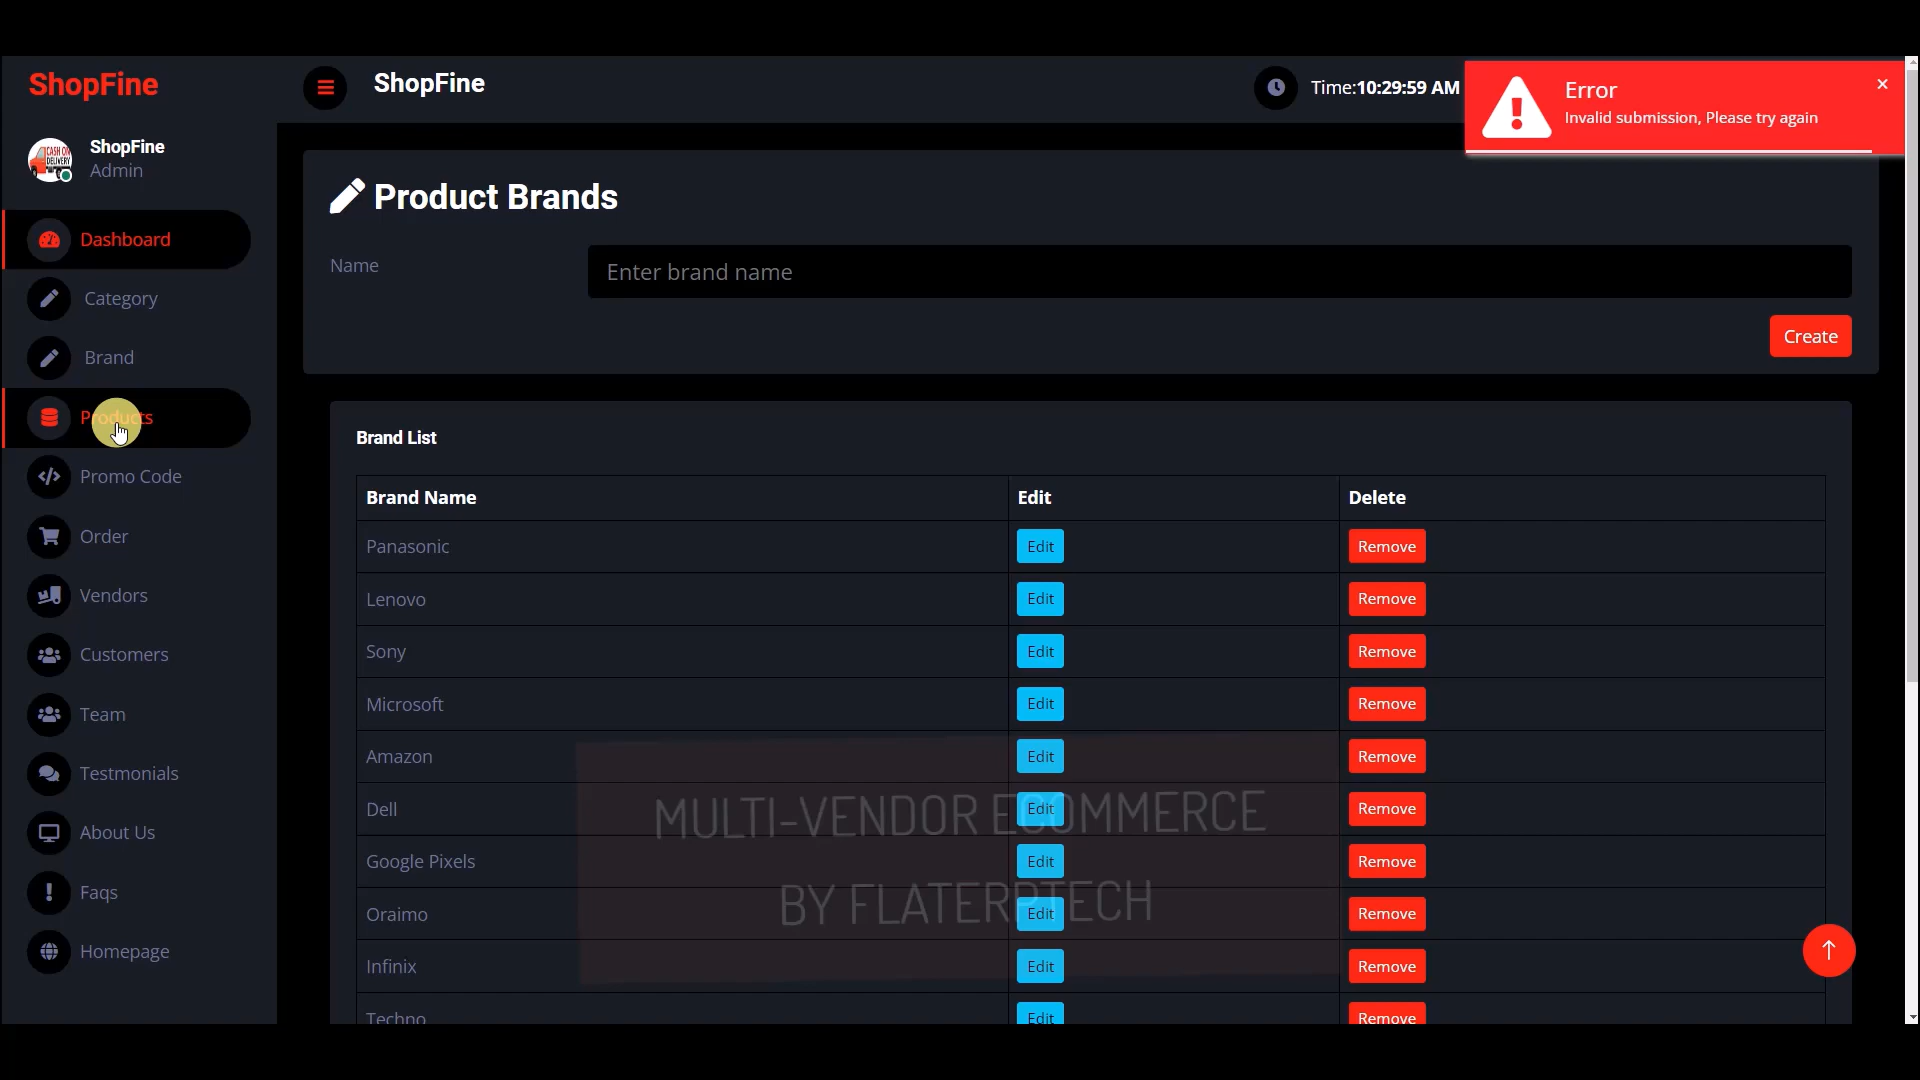 ShopFine
ShopFine
Time:10:29:59 AM
Error
Invalid submission, Please try again
CASH ON
DELIVERY
ShopFine
Admin
Dashboard
Category
Brand
Products
Promo Code
Order
Vendors
Customers
Team
Testmonials
About Us
Faqs
Homepage
Product Brands
Name
Enter brand name
Create
Brand List
Brand Name Edit Delete
Panasonic Edit Remove
Lenovo Edit Remove
Sony Edit Remove
Microsoft Edit Remove
Amazon Edit Remove
Dell Edit Remove
Google Pixels Edit Remove
Oraimo Edit Remove
Infinix Edit Remove
Techno Edit Remove
MULTI-VENDOR ECOMMERCE
BY FLATERPTECH